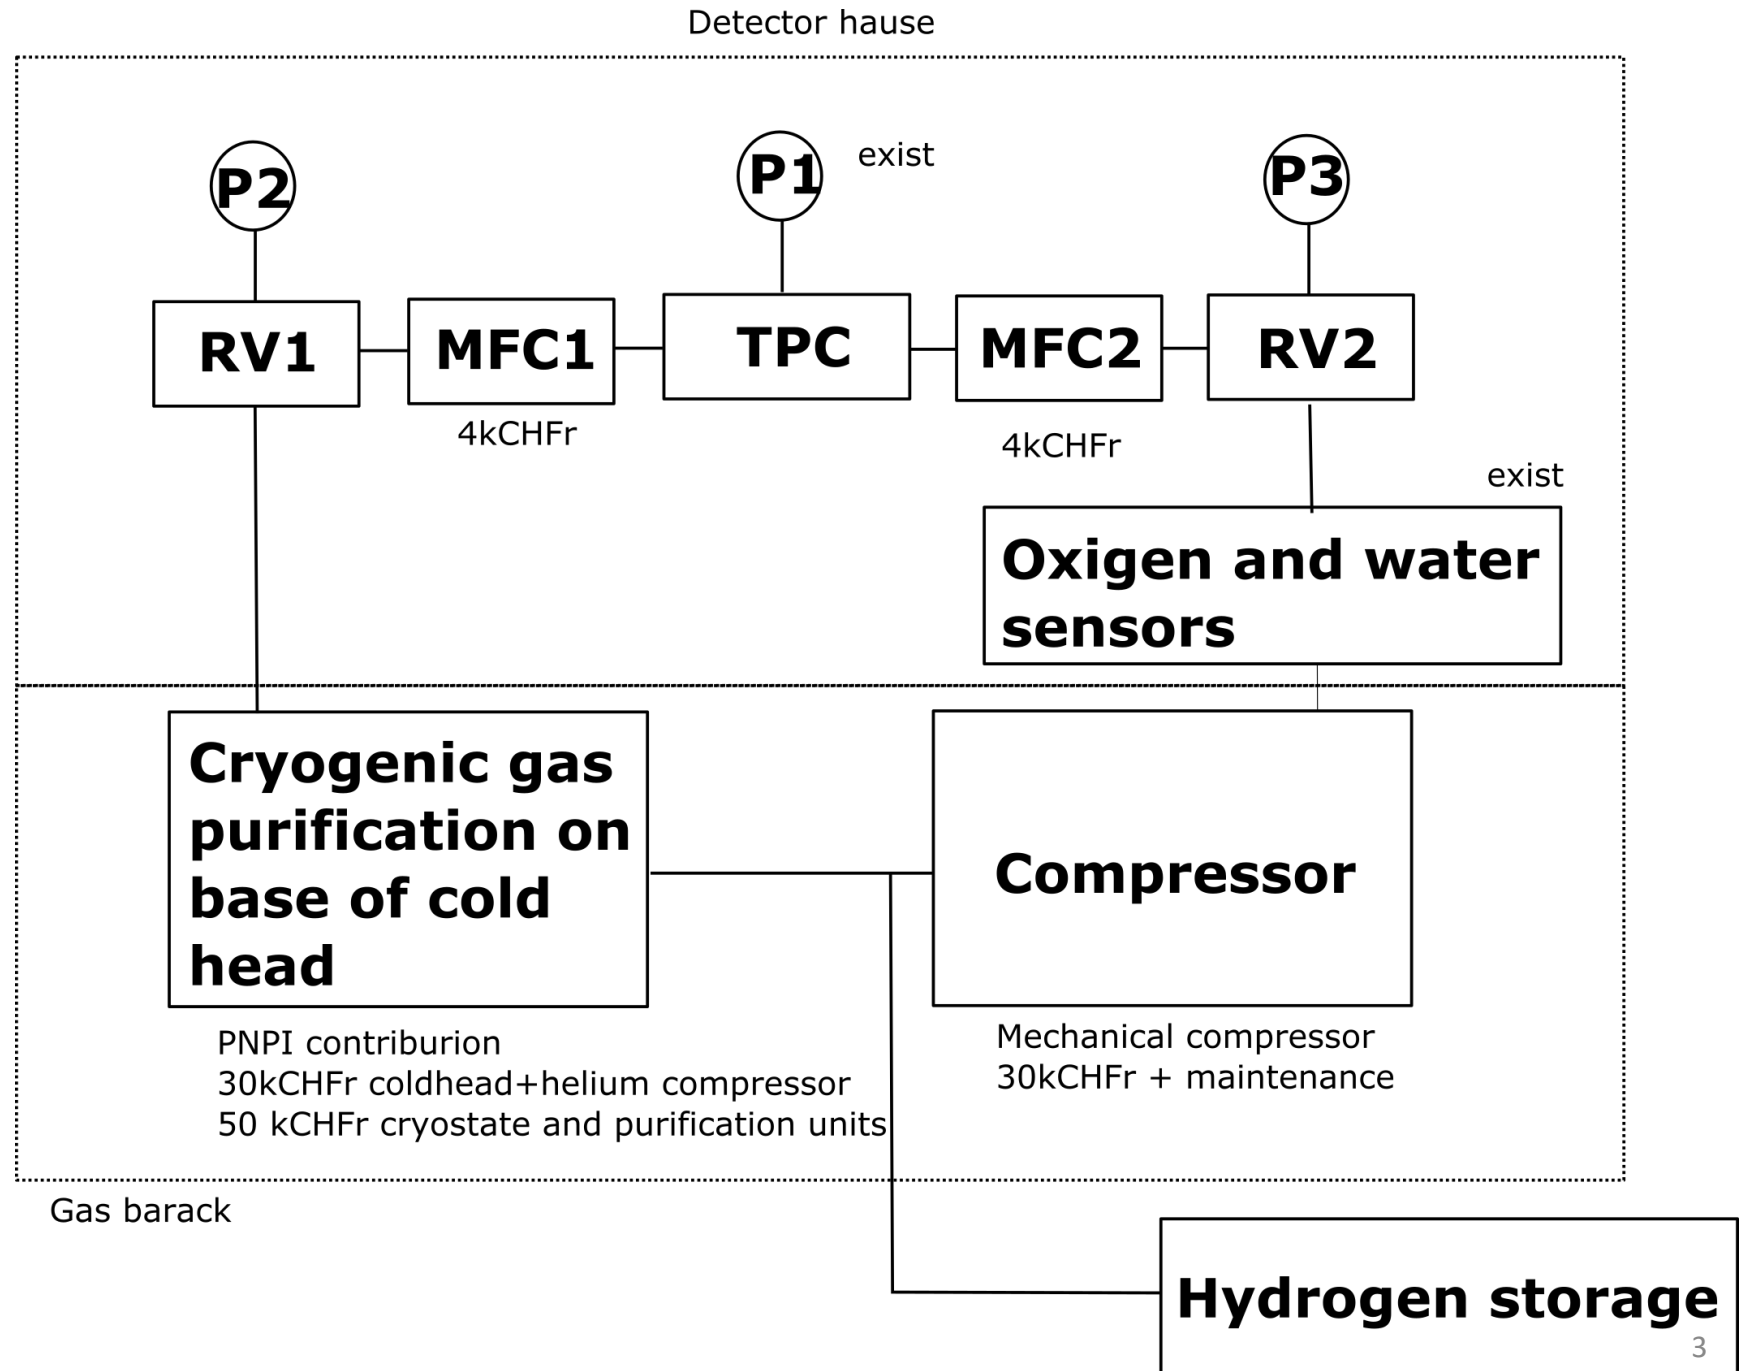 Detector hause
P2
P1
exist
P3
RV1
MFC1
TPC
MFC2
RV2
4kCHFr
4kCHFr
exist
Oxigen and water
sensors
Cryogenic gas
purification on
base of cold
head
Compressor
PNPI contriburion
30kCHFr coldhead+helium compressor
50 kCHFr cryostate and purification units
Mechanical compressor
30kCHFr + maintenance
Gas barack
Hydrogen storage
3